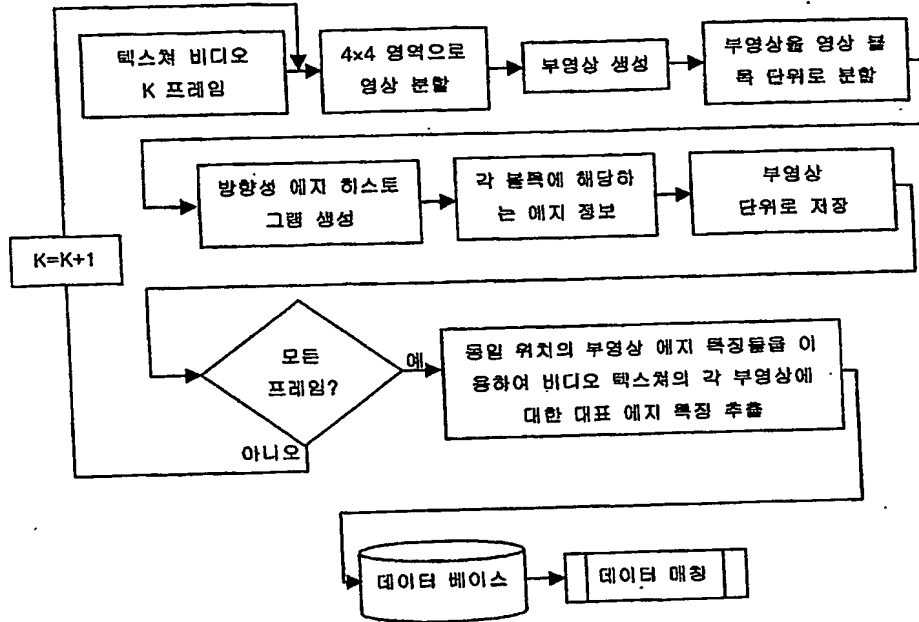 텍스쳐 비디오
K 프레임
4×4 영역으로
영상 분할
부영상 생성
부영상을 영상 블
록 단위로 분할
방향성 에지 히스토
그램 생성
각 블록에 해당하
는 에지 정보
부영상
단위로 저장
K=K+1
모든
프레임?
예
아니오
동일 위치의 부영상 에지 특징들을 이
용하여 비디오 텍스쳐의 각 부영상에
대한 대표 에지 특징 추출
데이터 베이스
데이터 매칭